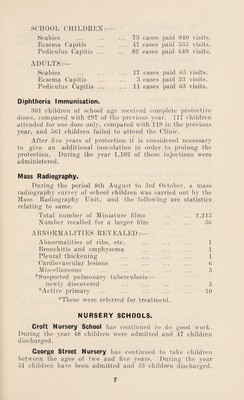 SCHOOL CHILDREN:—
Scabies ... ... ... 73 cases paid 940 visits.
Eczema Capitis ... ... 47 cases paid 533 visits.
Pediculus Capitis ... ... 82 cases paid 649 visits.
ADULTS:—
Scabies ... ... ... 17 cases paid 63 visits.
Eczema Capitis ... ... 3 cases paid 23 visits.
Pediculus Capitis ... ... 11 cases paid 63 visits.
Diphthoria Immunisation.
301 children of school age received complete protective
doses, compared with 297 of the previous year. 117 children
attended for one dose only, compared with 119 in the previous
year, and 561 children failed to attend the Clinic.
After five years of protection it is considered necessary
to give an additional inoculation in order to prolong the
protection. During the year 1,102 of these injections were
administered.
Mass Radiography.
During the period 8th August to 3rd October, a mass
radiography survey of school children was carried out by the
Mass Radiography Unit, and the following are statistics
relating to same.
Total number of Miniature films ... 2,213
Number recalled for a larger film ... 56
ABNORMALITIES REVEALED:—
Abnormalities of ribs, etc. ... ... ... 1
Bronchitis and emphysema ... ... ... 1
Pleural thickening ... ... ... ... 1
Cardiovascular lesions ... ... ... 6
Miscellaneous ... ... ... ... 5
*Suspected pulmonary tuberculosis—
newly discovered ... ... ... 5
*Active primary ... ... ... ... 10
*These were referred for treatment.
NURSERY SCHOOLS.
Croft Nursery School has continued to do good work.
During the year 48 children were admitted and 47 children
discharged.
George Street Nursery has continued to take children
between the ages of two and five years. During the year
51 children have been admitted and 53 children discharged.
7